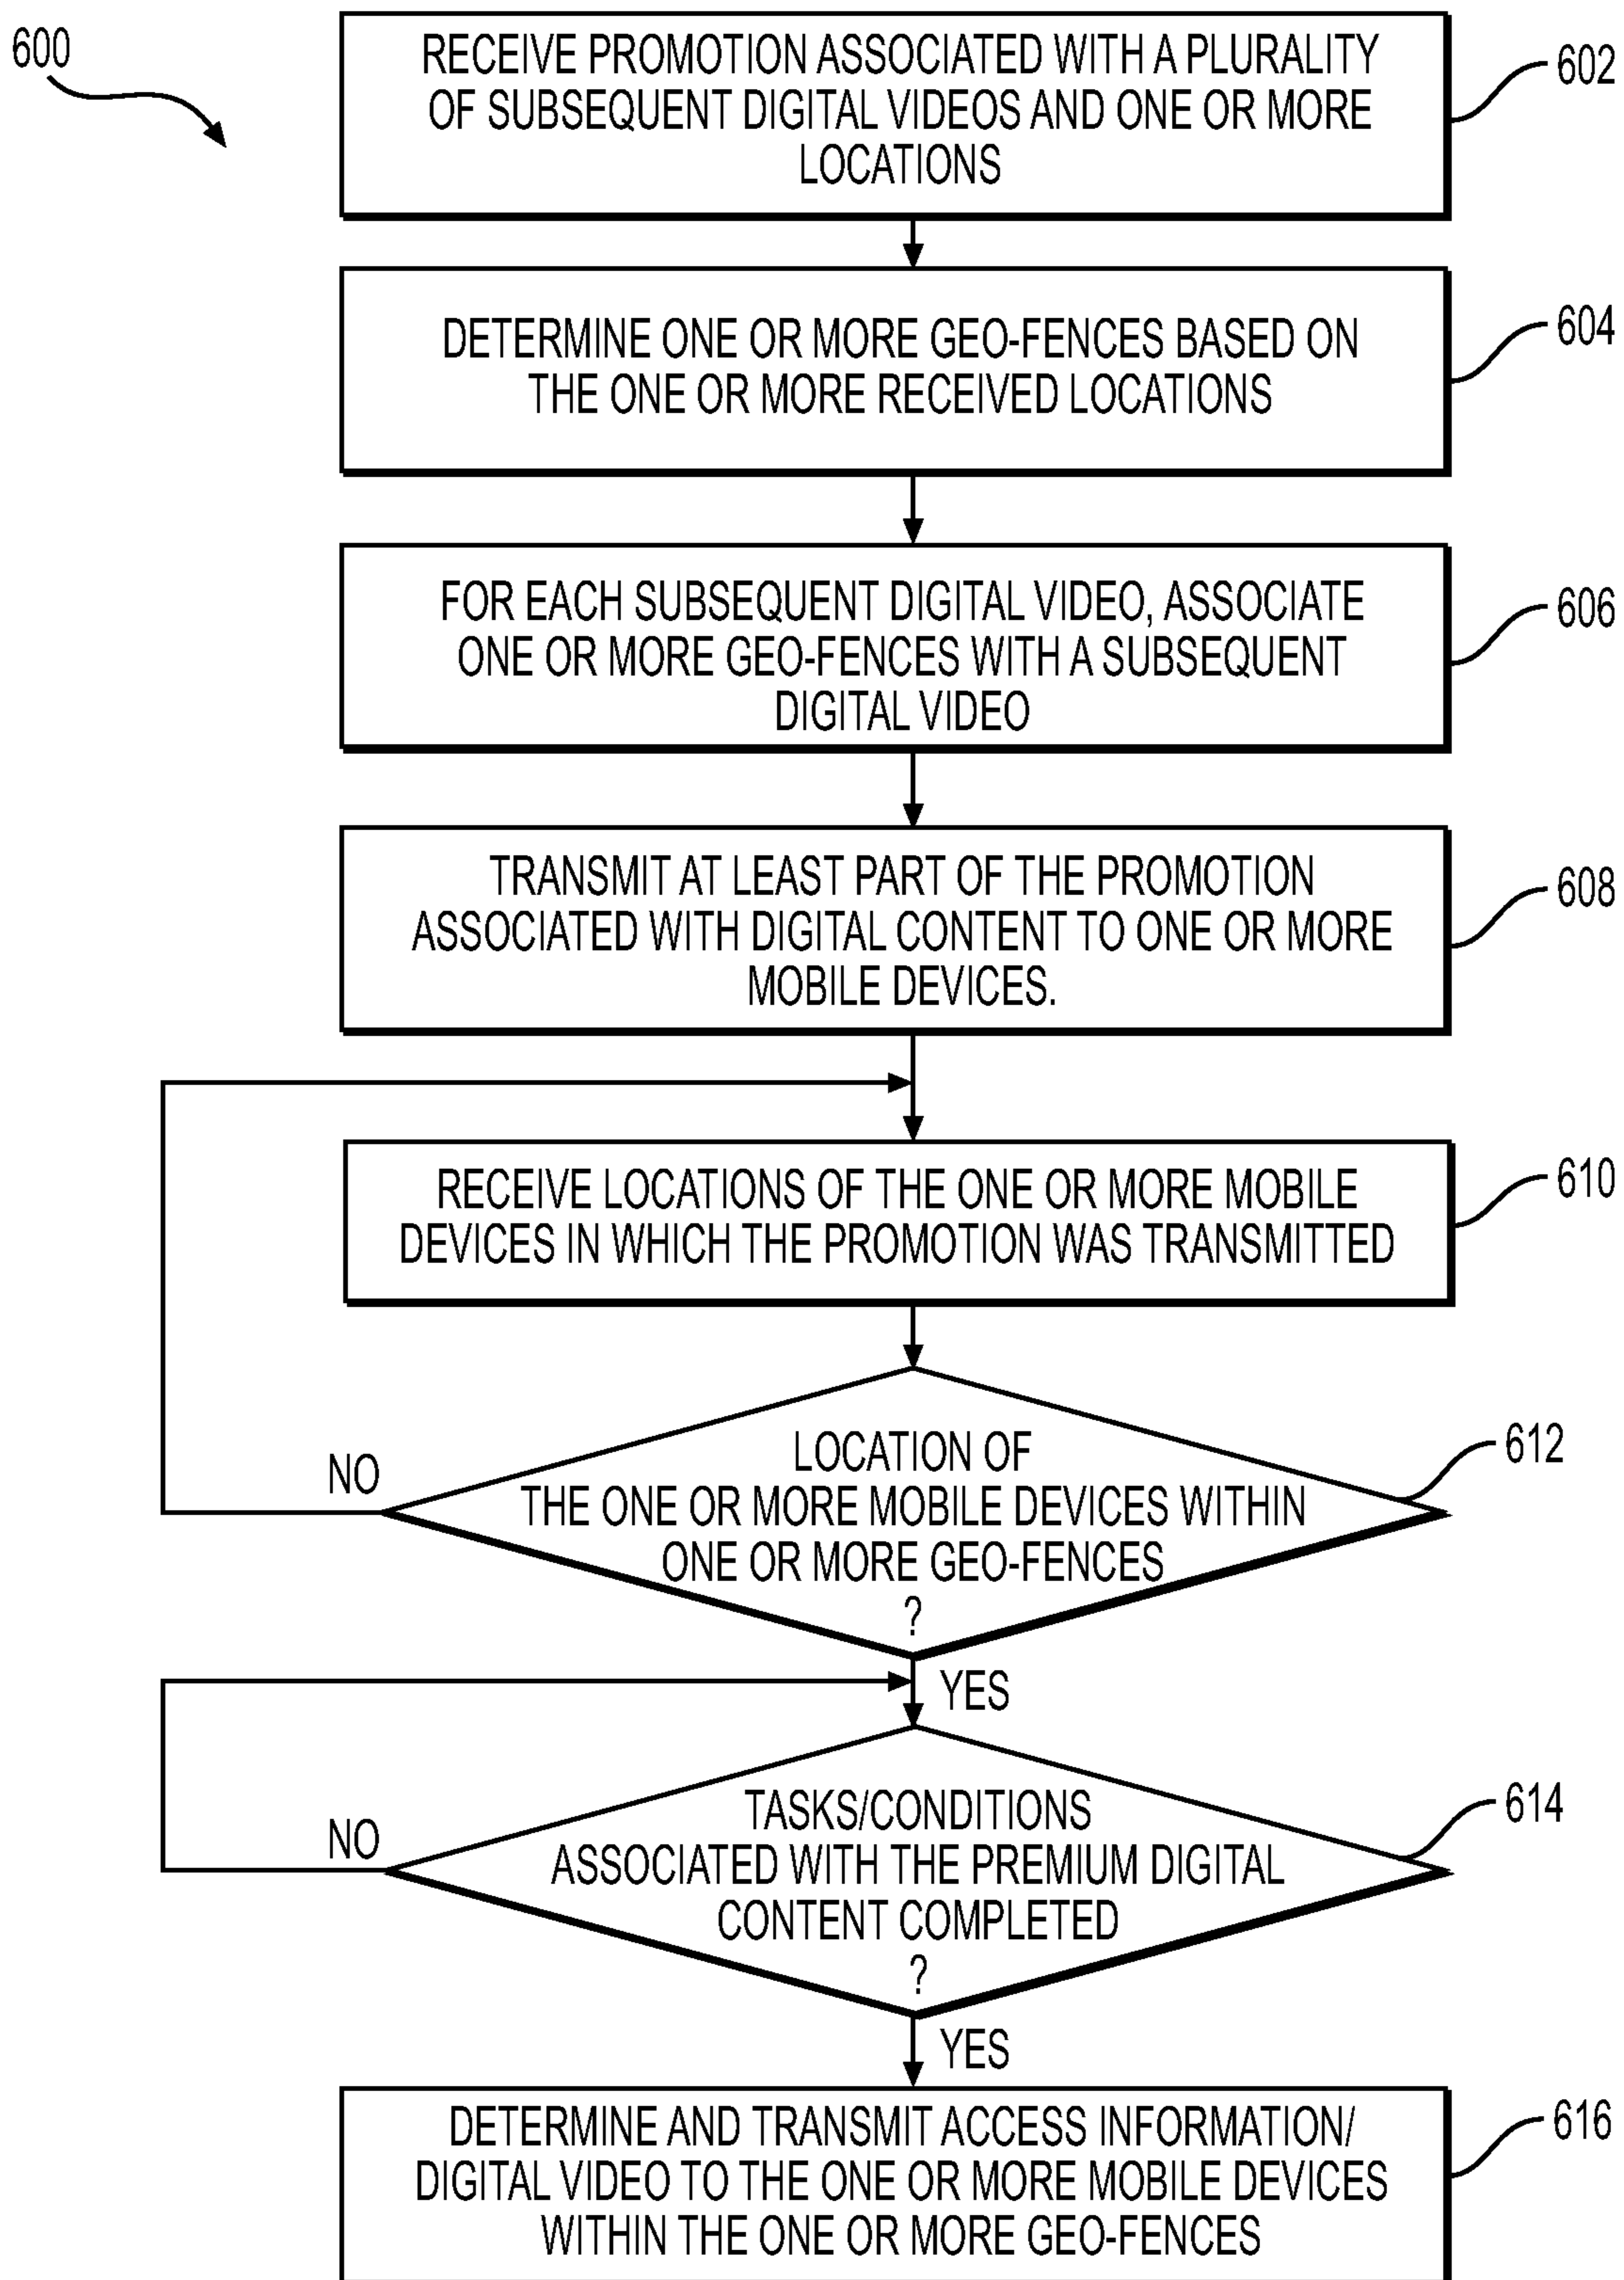 600
RECEIVE PROMOTION ASSOCIATED WITH A PLURALITY
OF SUBSEQUENT DIGITAL VIDEOS AND ONE OR MORE
LOCATIONS
602
DETERMINE ONE OR MORE GEO-FENCES BASED ON
THE ONE OR MORE RECEIVED LOCATIONS
604
FOR EACH SUBSEQUENT DIGITAL VIDEO, ASSOCIATE
ONE OR MORE GEO-FENCES WITH A SUBSEQUENT
DIGITAL VIDEO
606
TRANSMIT AT LEAST PART OF THE PROMOTION
ASSOCIATED WITH DIGITAL CONTENT TO ONE OR MORE
MOBILE DEVICES.
608
RECEIVE LOCATIONS OF THE ONE OR MORE MOBILE
DEVICES IN WHICH THE PROMOTION WAS TRANSMITTED
610
LOCATION OF
THE ONE OR MORE MOBILE DEVICES WITHIN
ONE OR MORE GEO-FENCES
?
612
NO
YES
TASKS/CONDITIONS
ASSOCIATED WITH THE PREMIUM DIGITAL
CONTENT COMPLETED
?
614
NO
YES
DETERMINE AND TRANSMIT ACCESS INFORMATION/
DIGITAL VIDEO TO THE ONE OR MORE MOBILE DEVICES
WITHIN THE ONE OR MORE GEO-FENCES
616